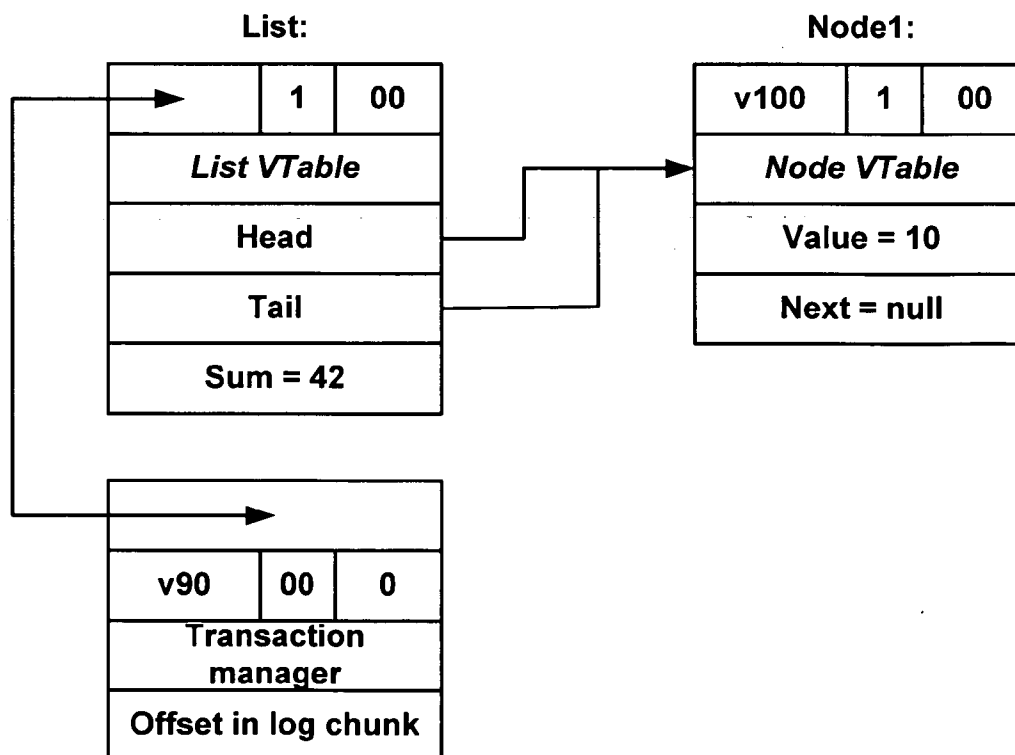 List:
1 00
List VTable
Head
Tail
Sum = 42
Node1:
v100 1 00
Node VTable
Value = 10
Next = null
v90 00 0
Transaction
manager
Offset in log chunk